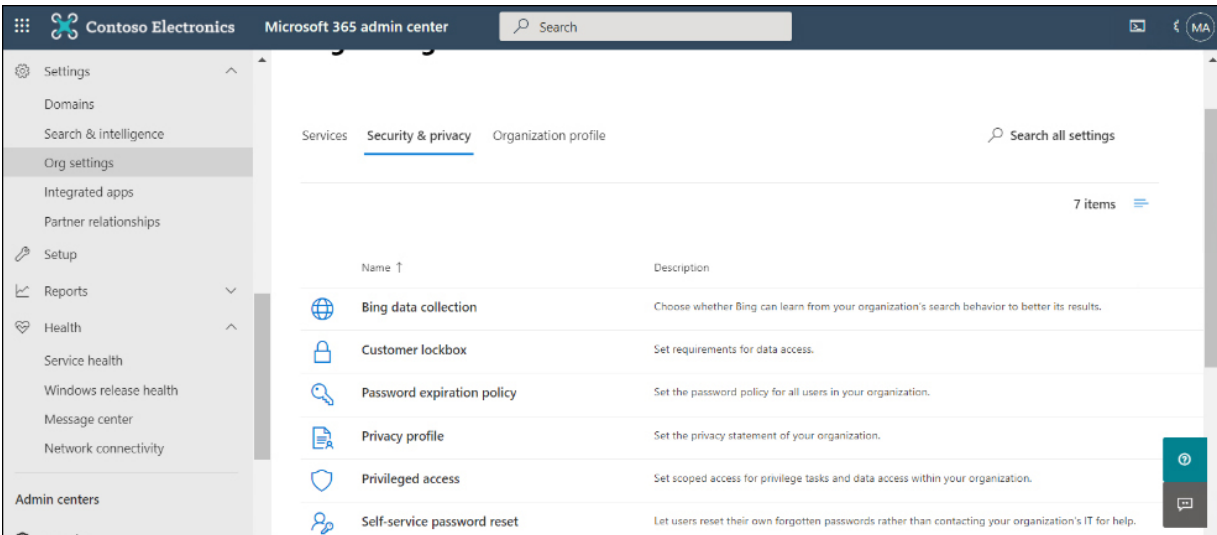 Contoso Electronics Microsoft 365 admin center Search MA
Settings
Domains
Search & intelligence
Org settings
Integrated apps
Partner relationships
Setup
Reports
Health
Service health
Windows release health
Message center
Network connectivity
Admin centers
Services Security & privacy Organization profile Search all settings
7 items
Name ↑ Description
Bing data collection Choose whether Bing can learn from your organization's search behavior to better its results.
Customer lockbox Set requirements for data access.
Password expiration policy Set the password policy for all users in your organization.
Privacy profile Set the privacy statement of your organization.
Privileged access Set scoped access for privilege tasks and data access within your organization.
Self-service password reset Let users reset their own forgotten passwords rather than contacting your organization's IT for help.